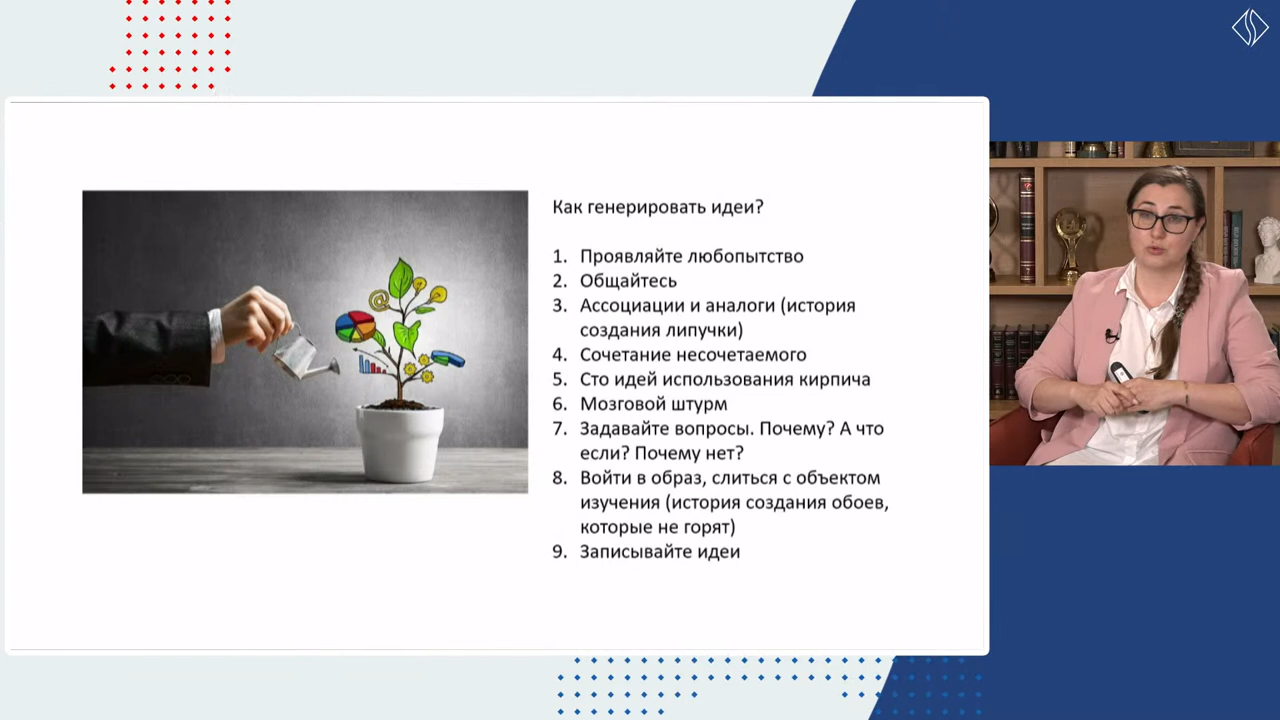 Как генерировать идеи?
1. Проявляйте любопытство
2. Общайтесь
3. Ассоциации и аналоги (история
создания липучки)
4. Сочетание несочетаемого
5. Сто идей использования кирпича
6. Мозговой штурм
7. Задавайте вопросы. Почему? А что
если? Почему нет?
8. Войти в образ, слиться с объектом
изучения (история создания обоев,
которые не горят)
9. Записывайте идеи